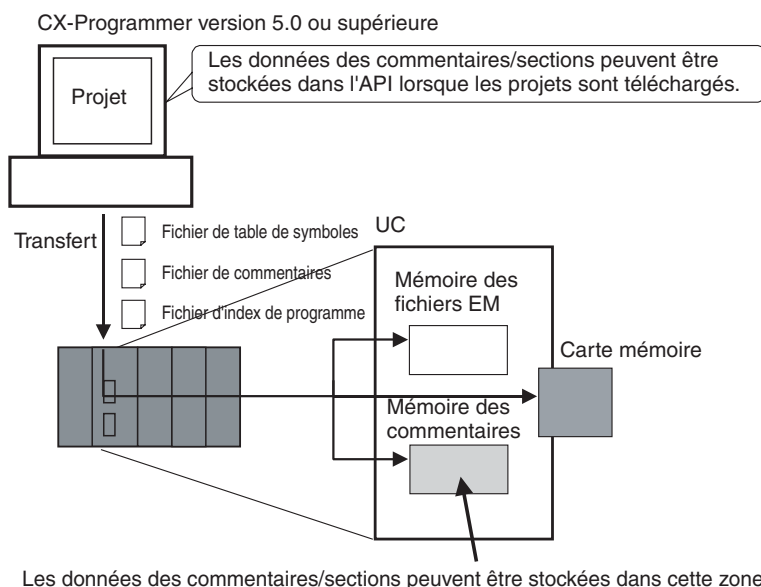 CX-Programmer version 5.0 ou supérieure
Les données des commentaires/sections peuvent être
stockées dans l'API lorsque les projets sont téléchargés.
Projet
Transfert
Fichier de table de symboles
Fichier de commentaires
Fichier d'index de programme
UC
Mémoire des
fichiers EM
Carte mémoire
Mémoire des
commentaires
Les données des commentaires/sections peuvent être stockées dans cette zone